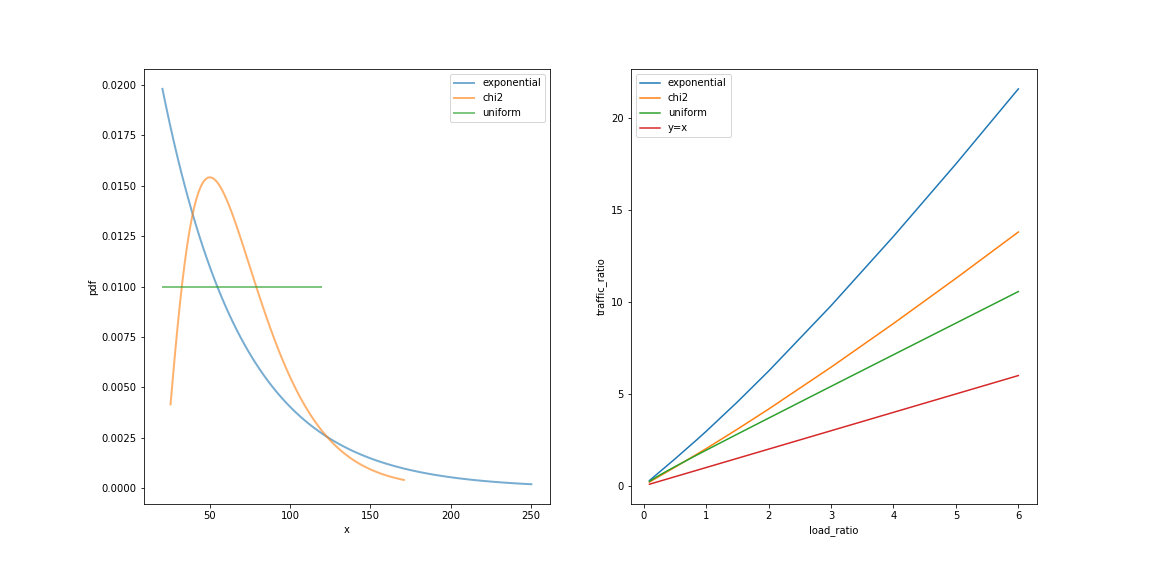 exponential
chi2
uniform
0.0200
0.0175
0.0150
0.0125
0.0100
0.0075
0.0050
0.0025
0.0000
pdf
50 100 150 200 250
x
exponential
chi2
uniform
y=x
20
15
10
5
0
traffic_ratio
0 1 2 3 4 5 6
load_ratio